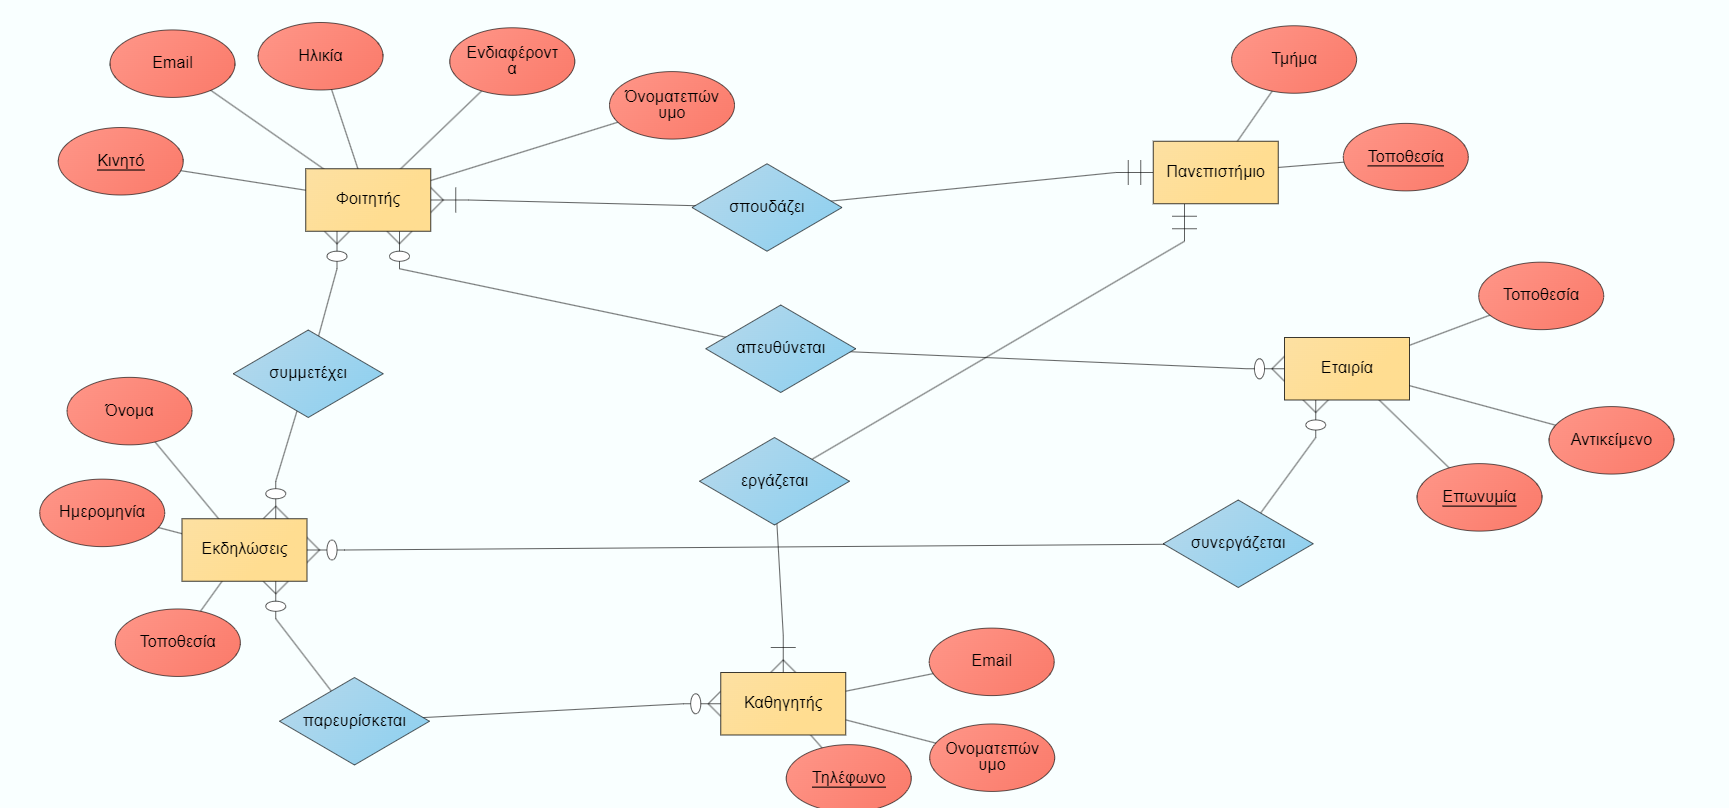 Email
Ηλικία
Ενδιαφέροντ
α
Όνοματεπών
υμο
Τμήμα
Κινητό
Τοποθεσία
Φοιτητής
σπουδάζει
Πανεπιστήμιο
Τοποθεσία
απευθύνεται
Εταιρία
συμμετέχει
Όνομα
Αντικείμενο
εργάζεται
Επωνυμία
Ημερομηνία
Εκδηλώσεις
συνεργάζεται
Τοποθεσία
Email
Καθηγητής
παρευρίσκεται
Ονοματεπών
υμο
Τηλέφωνο